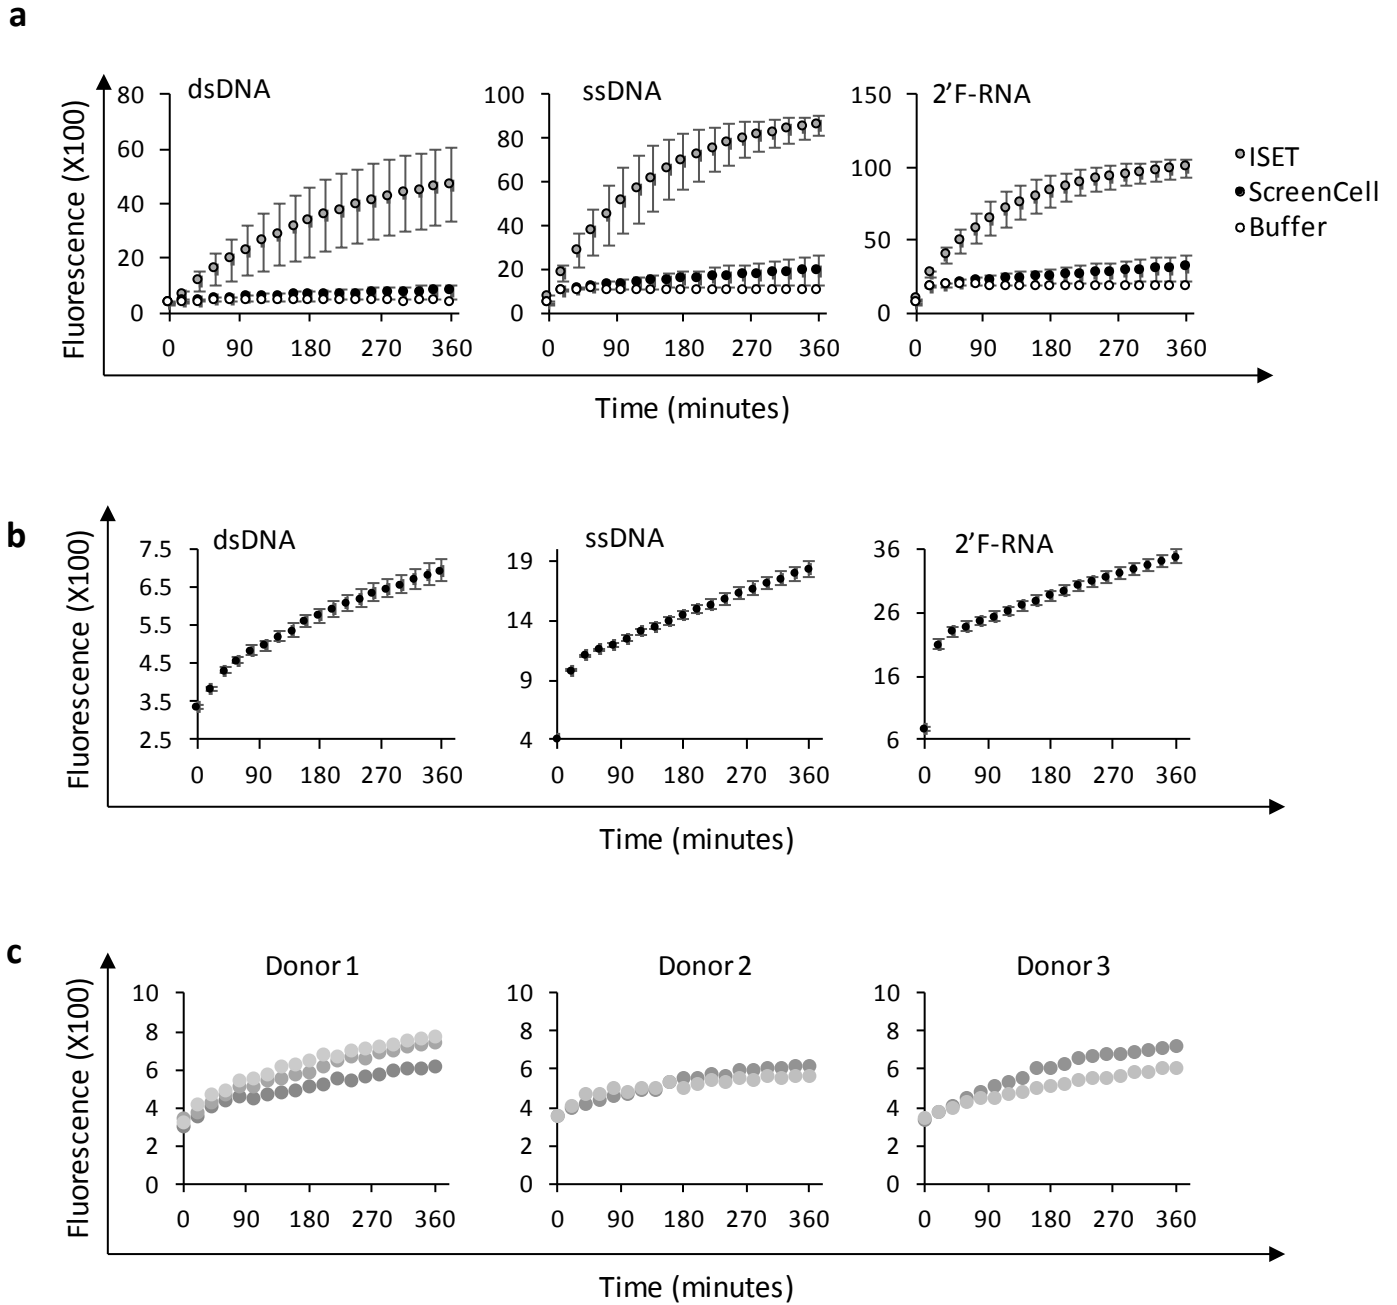 a
dsDNA
ssDNA
2'F-RNA
Fluorescence (X100)
80
60
40
20
0
0 90 180 270 360
100
80
60
40
20
0
0 90 180 270 360
150
100
50
0
0 90 180 270 360
ISET
ScreenCell
Buffer
Time (minutes)
b
dsDNA
ssDNA
2'F-RNA
Fluorescence (X100)
7.5
6.5
5.5
4.5
3.5
2.5
0 90 180 270 360
19
14
9
4
0 90 180 270 360
36
26
16
6
0 90 180 270 360
Time (minutes)
c
Donor 1
Donor 2
Donor 3
Fluorescence (X100)
10
8
6
4
2
0
0 90 180 270 360
10
8
6
4
2
0
0 90 180 270 360
10
8
6
4
2
0
0 90 180 270 360
Time (minutes)